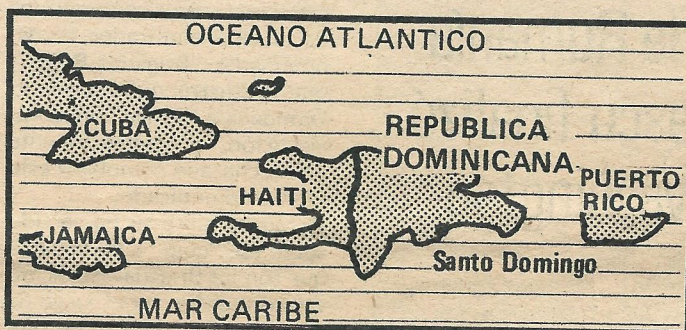 OCEANO ATLANTICO
CUBA
REPUBLICA
DOMINICANA
PUERTO
RICO
HAITI
JAMAICA
Santo Domingo
MAR CARIBE